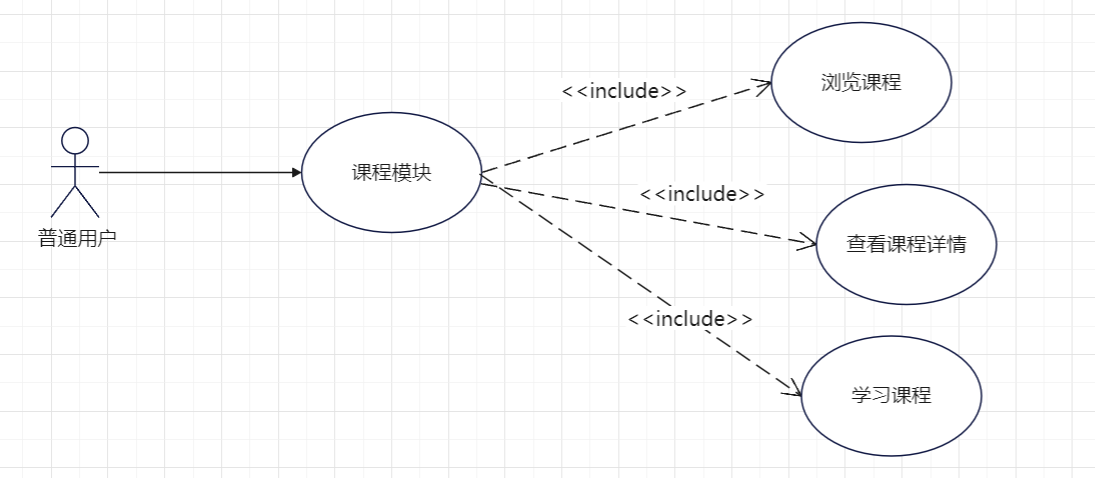 浏览课程
<<include>>
课程模块
<<include>>
普通用户
查看课程详情
<<include>>
学习课程